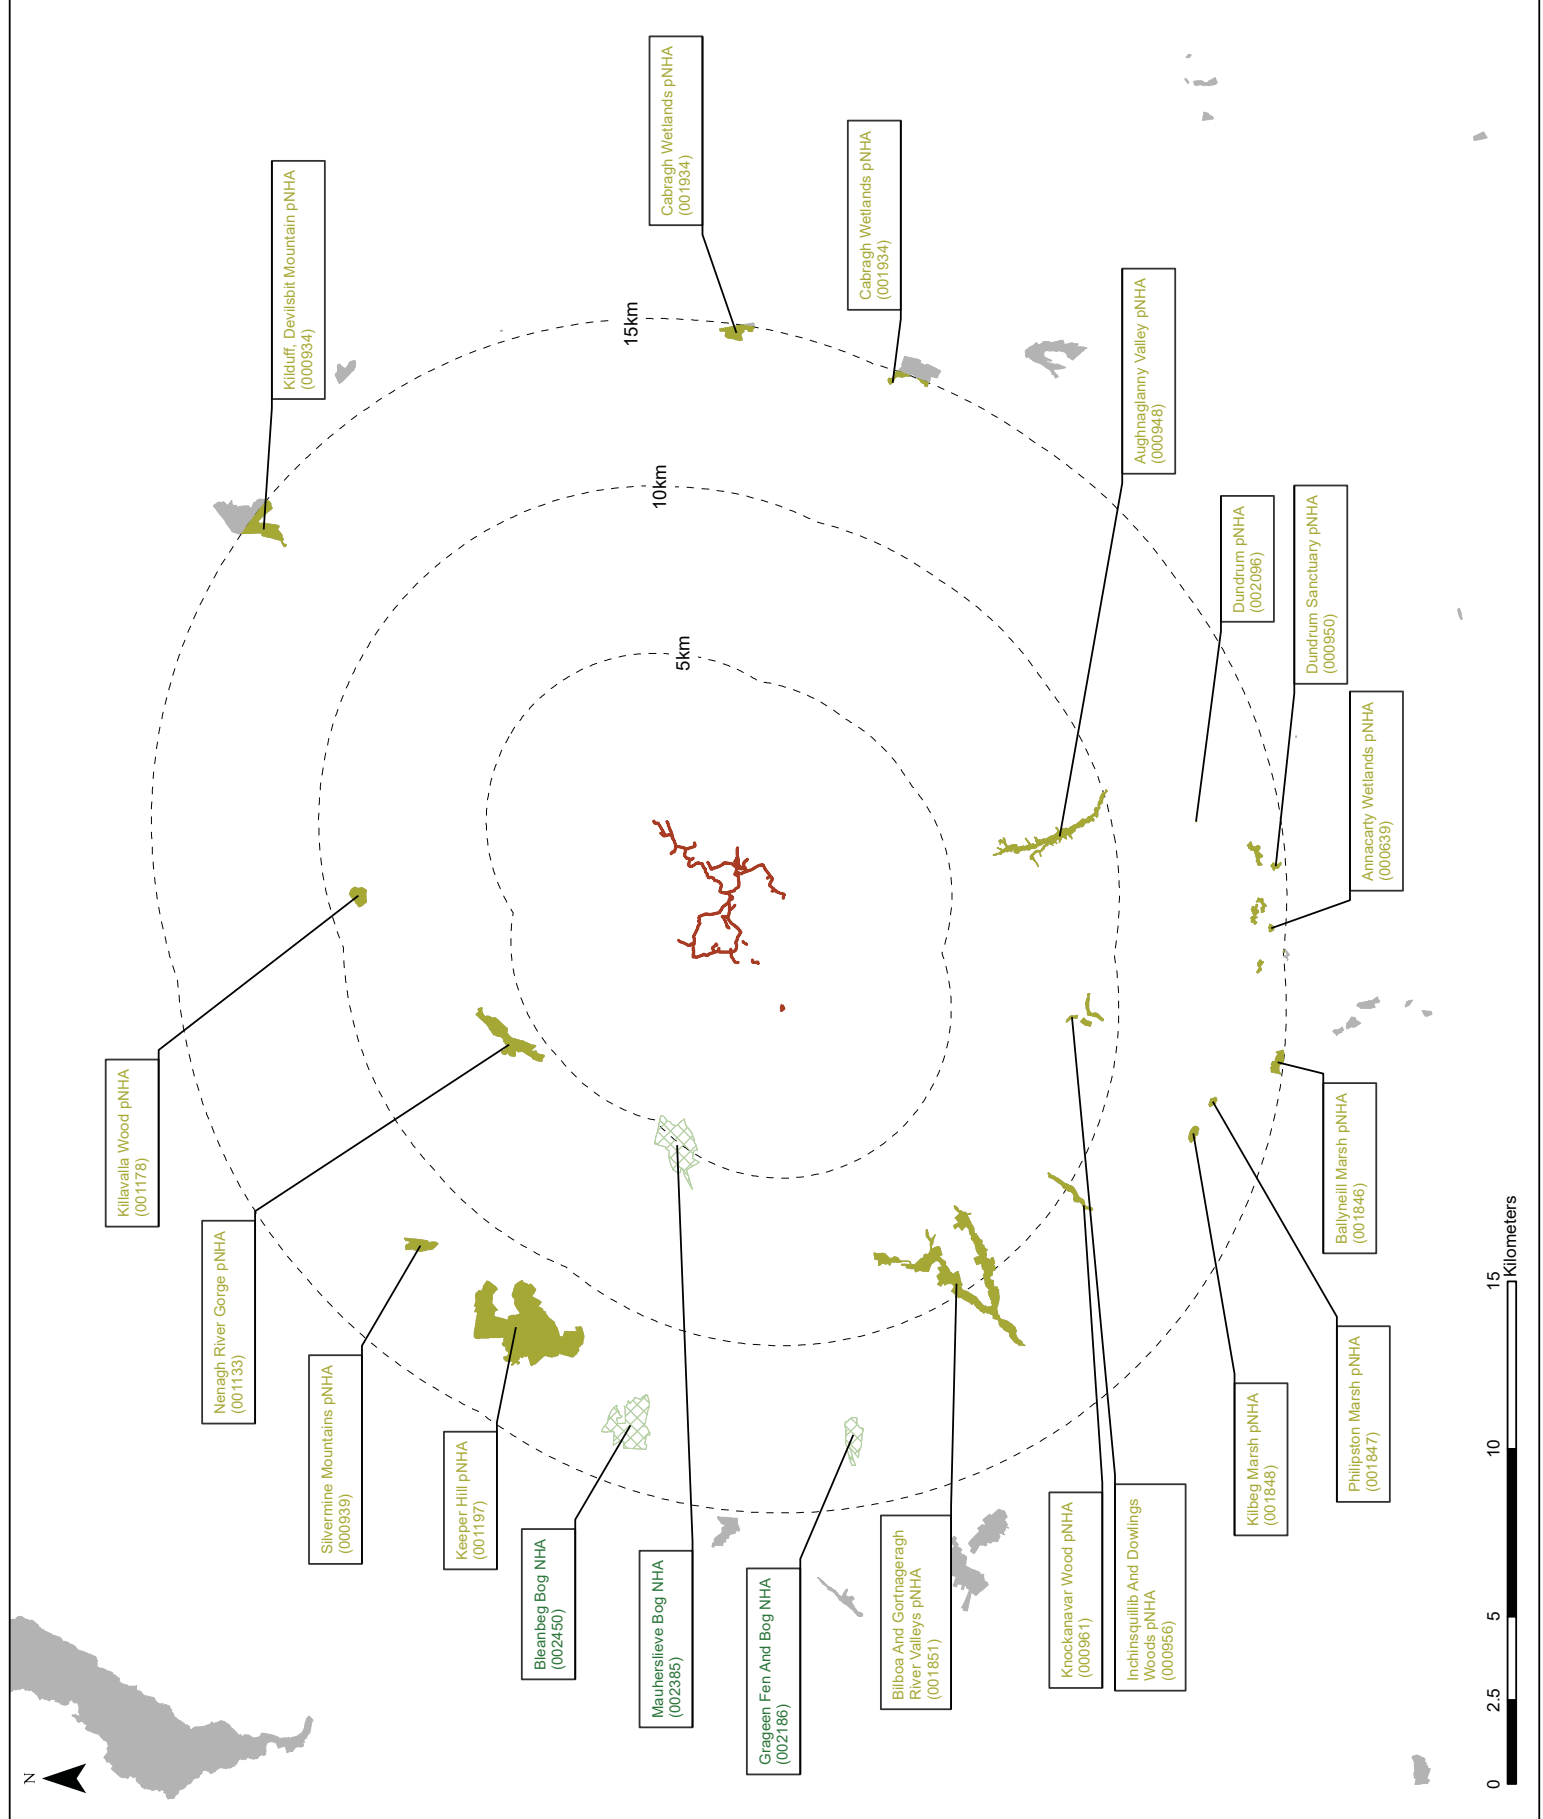 N
Killavalla Wood pNHA
(001178)
Nenagh River Gorge pNHA
(001133)
Silvermine Mountains pNHA
(000939)
Keeper Hill pNHA
(001197)
Bleanbeg Bog NHA
(002450)
Mauherslieve Bog NHA
(002385)
Grageen Fen And Bog NHA
(002186)
Bilboa And Gortnageragh
River Valleys pNHA
(001851)
Knockanavar Wood pNHA
(000961)
Inchinsquillib And Dowlings
Woods pNHA
(000956)
Kilbeg Marsh pNHA
(001848)
Philipston Marsh pNHA
(001847)
Ballyneill Marsh pNHA
(001846)
Annacarty Wetlands pNHA
(000639)
Dundrum Sanctuary pNHA
(000950)
Dundrum pNHA
(002096)
Aughnaglanny Valley pNHA
(000948)
Cabragh Wetlands pNHA
(001934)
Cabragh Wetlands pNHA
(001934)
Kilduff, Devilsbit Mountain pNHA
(000934)
5km
10km
15km
0 2.5 5 10 15
Kilometers